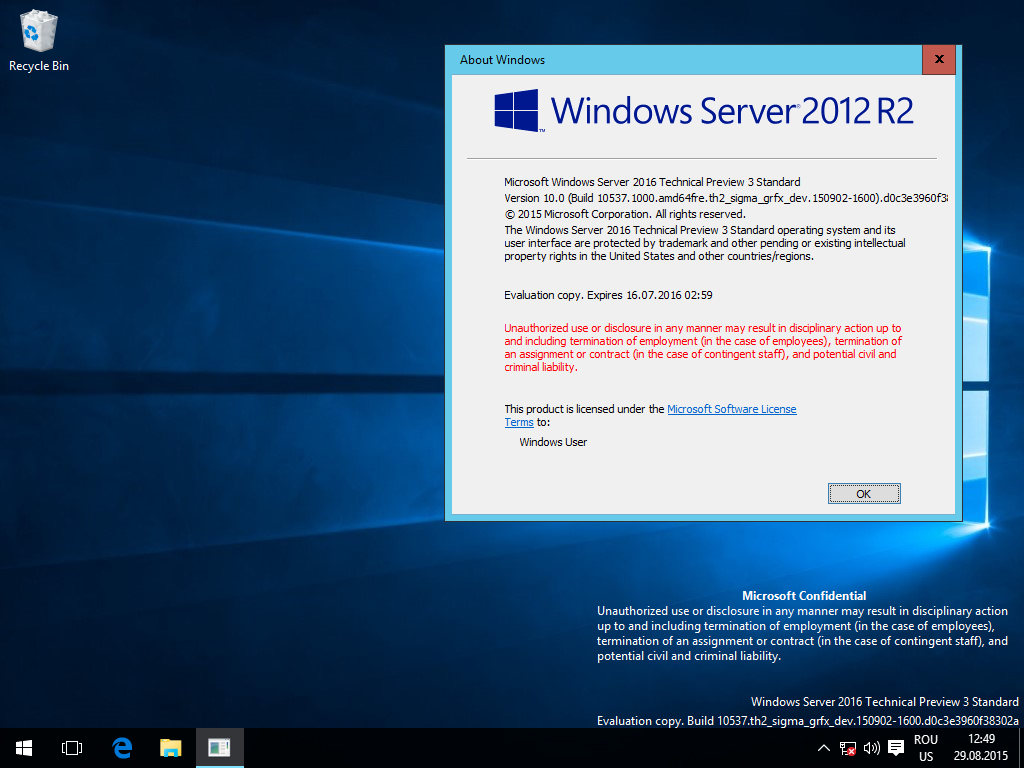 Recycle Bin
About Windows
Windows Server® 2012 R2
Microsoft Windows Server 2016 Technical Preview 3 Standard
Version 10.0 (Build 10537.1000.amd64fre.th2_sigma_grfx_dev.150902-1600).d0c3e3960f3
© 2015 Microsoft Corporation. All rights reserved.
The Windows Server 2016 Technical Preview 3 Standard operating system and its
user interface are protected by trademark and other pending or existing intellectual
property rights in the United States and other countries/regions.
Evaluation copy. Expires 16.07.2016 02:59
Unauthorized use or disclosure in any manner may result in disciplinary action up to
and including termination of employment (in the case of employees), termination of
an assignment or contract (in the case of contingent staff), and potential civil and
criminal liability.
This product is licensed under the Microsoft Software License
Terms to:
Windows User
OK
Microsoft Confidential
Unauthorized use or disclosure in any manner may result in disciplinary action
up to and including termination of employment (in the case of employees),
termination of an assignment or contract (in the case of contingent staff), and
potential civil and criminal liability.
Windows Server 2016 Technical Preview 3 Standard
Evaluation copy. Build 10537.th2_sigma_grfx_dev.150902-1600.d0c3e3960f38302a
ROU
US
12:49
29.08.2015